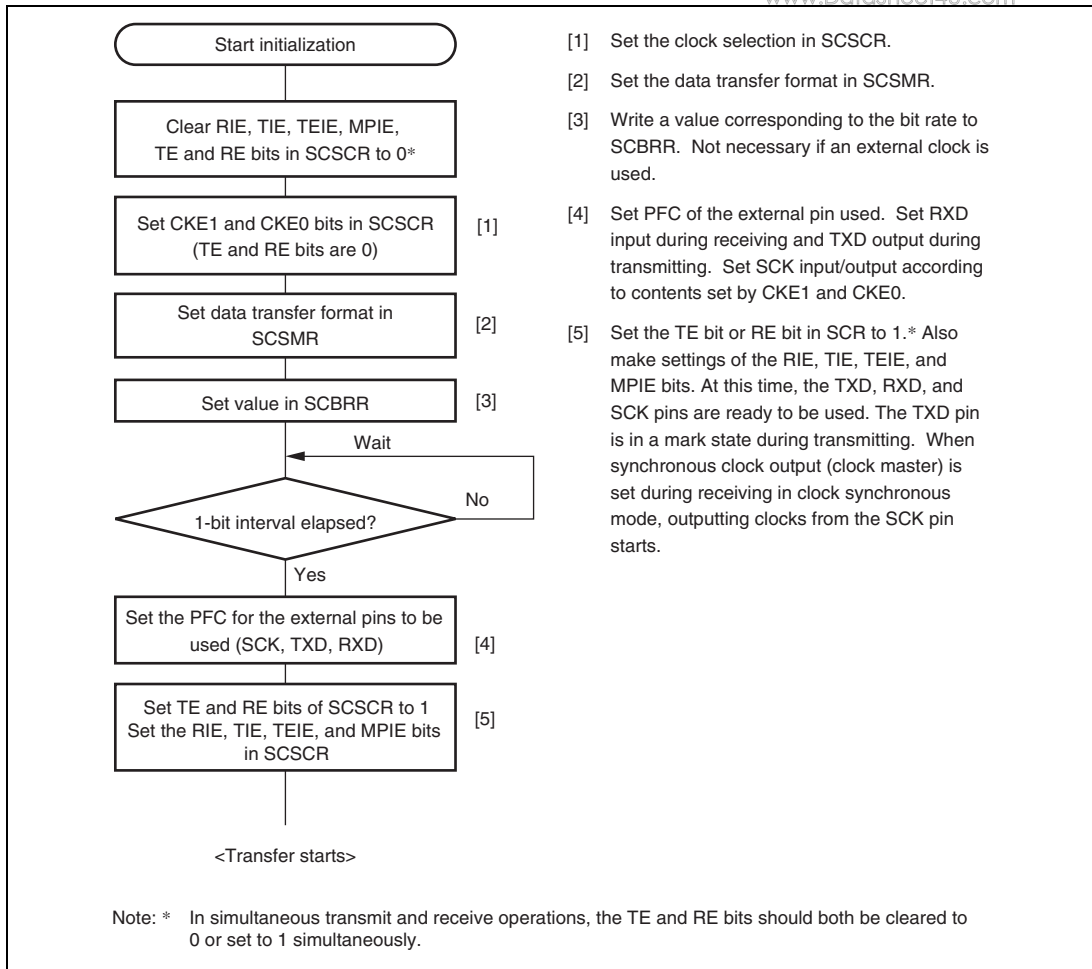 www.DataSheet4U.com
Start initialization
Clear RIE, TIE, TEIE, MPIE,
TE and RE bits in SCSCR to 0*
Set CKE1 and CKE0 bits in SCSCR
(TE and RE bits are 0)
[1]
Set data transfer format in
SCSMR
[2]
Set value in SCBRR
[3]
Wait
No
1-bit interval elapsed?
Yes
Set the PFC for the external pins to be
used (SCK, TXD, RXD)
[4]
Set TE and RE bits of SCSCR to 1
Set the RIE, TIE, TEIE, and MPIE bits
in SCSCR
[5]
<Transfer starts>
[1] Set the clock selection in SCSCR.
[2] Set the data transfer format in SCSMR.
[3] Write a value corresponding to the bit rate to
SCBRR. Not necessary if an external clock is
used.
[4] Set PFC of the external pin used. Set RXD
input during receiving and TXD output during
transmitting. Set SCK input/output according
to contents set by CKE1 and CKE0.
[5] Set the TE bit or RE bit in SCR to 1.* Also
make settings of the RIE, TIE, TEIE, and
MPIE bits. At this time, the TXD, RXD, and
SCK pins are ready to be used. The TXD pin
is in a mark state during transmitting. When
synchronous clock output (clock master) is
set during receiving in clock synchronous
mode, outputting clocks from the SCK pin
starts.
Note: * In simultaneous transmit and receive operations, the TE and RE bits should both be cleared to
0 or set to 1 simultaneously.